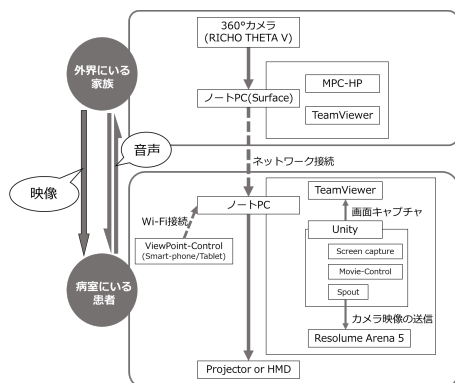 360°カメラ
(RICHO THETA V)
外界にいる
家族
MPC-HP
ノートPC(Surface)
TeamViewer
音声
ネットワーク接続
映像
ノートPC
TeamViewer
画面キャプチャ
Wi-Fi接続
Unity
ViewPoint-Control
(Smart-phone/Tablet)
Screen capture
Movie-Control
病室にいる
患者
Spout
カメラ映像の送信
Resolume Arena 5
Projector or HMD